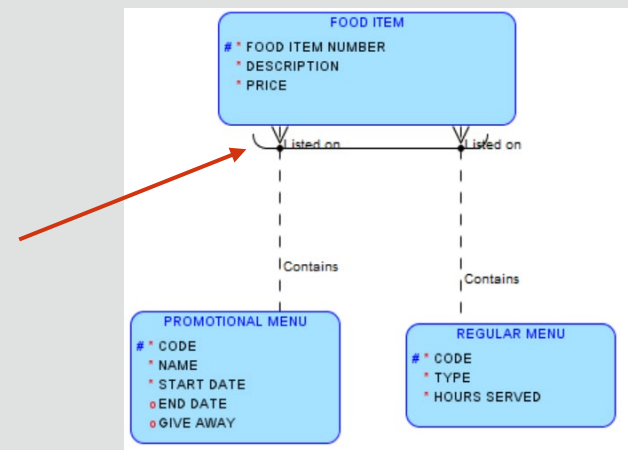 FOOD ITEM
# * FOOD ITEM NUMBER
* DESCRIPTION
* PRICE
Listed on
Listed on
Contains
Contains
PROMOTIONAL MENU
# * CODE
* NAME
* START DATE
o END DATE
o GIVE AWAY
REGULAR MENU
# * CODE
* TYPE
* HOURS SERVED